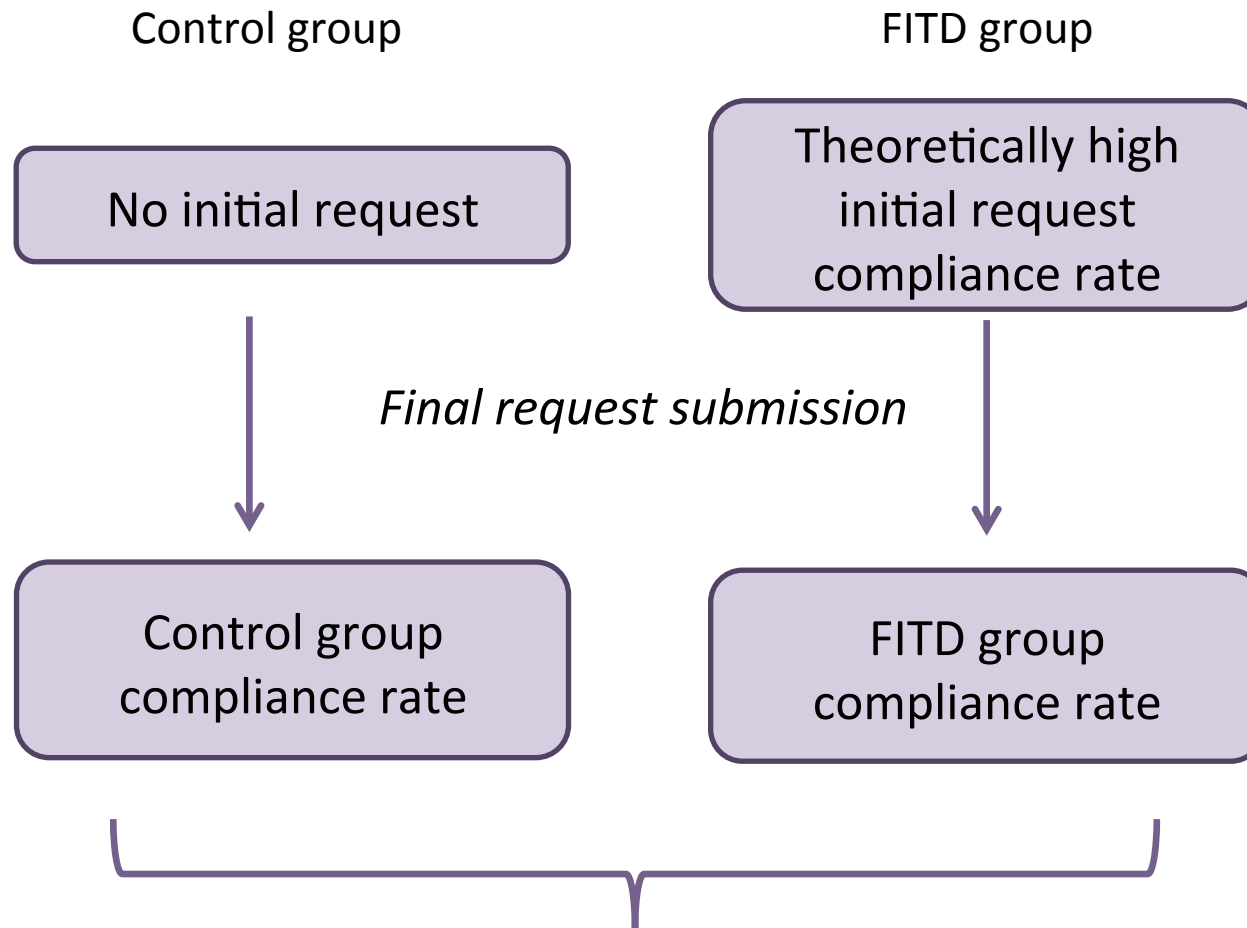 Control group
FITD group
No initial request
Theoretically high
initial request
compliance rate
Final request submission
Control group
compliance rate
FITD group
compliance rate